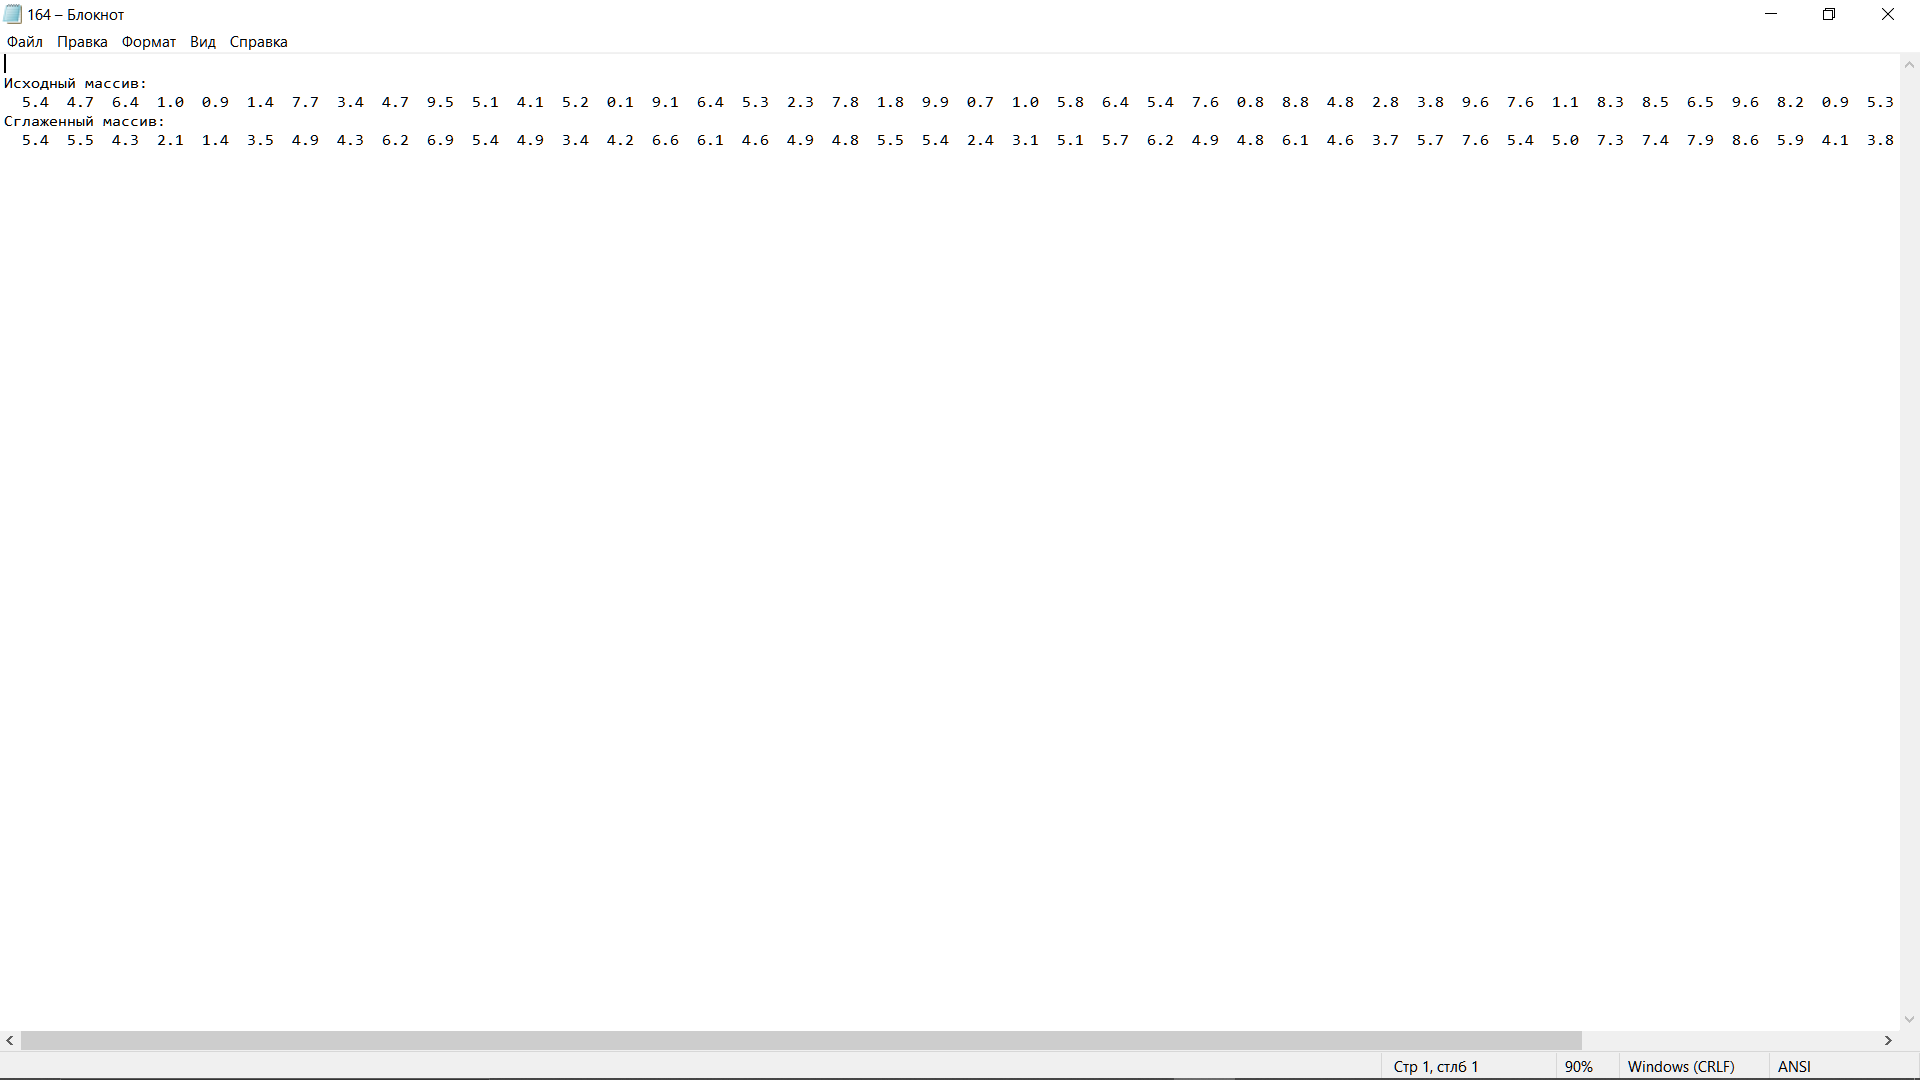 164 – Блокнот
Файл Правка Формат Вид Справка
Исходный массив:
5.4 4.7 6.4 1.0 0.9 1.4 7.7 3.4 4.7 9.5 5.1 4.1 5.2 0.1 9.1 6.4 5.3 2.3 7.8 1.8 9.9 0.7 1.0 5.8 6.4 5.4 7.6 0.8 8.8 4.8 2.8 3.8 9.6 7.6 1.1 8.3 8.5 6.5 9.6 8.2 0.9 5.3
Сглаженный массив:
5.4 5.5 4.3 2.1 1.4 3.5 4.9 4.3 6.2 6.9 5.4 4.9 3.4 4.2 6.6 6.1 4.6 4.9 4.8 5.5 5.4 2.4 3.1 5.1 5.7 6.2 4.9 4.8 6.1 4.6 3.7 5.7 7.6 5.4 5.0 7.3 7.4 7.9 8.6 5.9 4.1 3.8
Стр 1, стлб 1 90% Windows (CRLF) ANSI